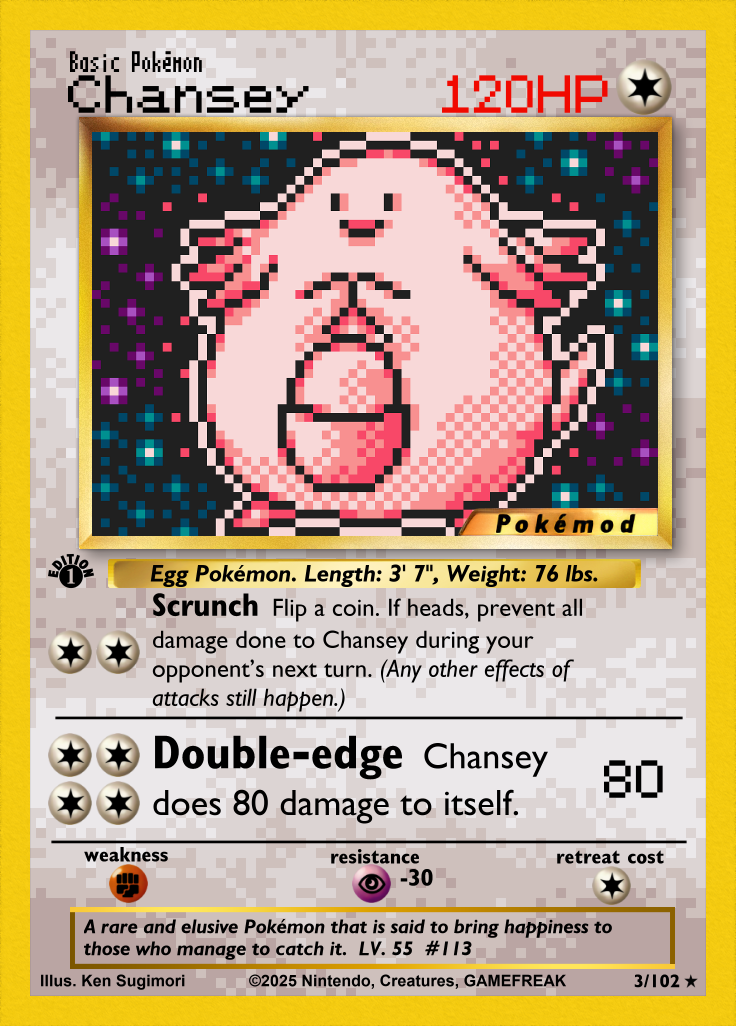 Basic Pokémon
Chansey 120HP
Pokémod
EDITION
1
Egg Pokémon. Length: 3' 7", Weight: 76 lbs.
Scrunch Flip a coin. If heads, prevent all
damage done to Chansey during your
opponent's next turn. (Any other effects of
attacks still happen.)
Double-edge Chansey 80
does 80 damage to itself.
weakness resistance retreat cost
-30
A rare and elusive Pokémon that is said to bring happiness to
those who manage to catch it. LV. 55 #113
Illus. Ken Sugimori ©2025 Nintendo, Creatures, GAMEFREAK 3/102 ★